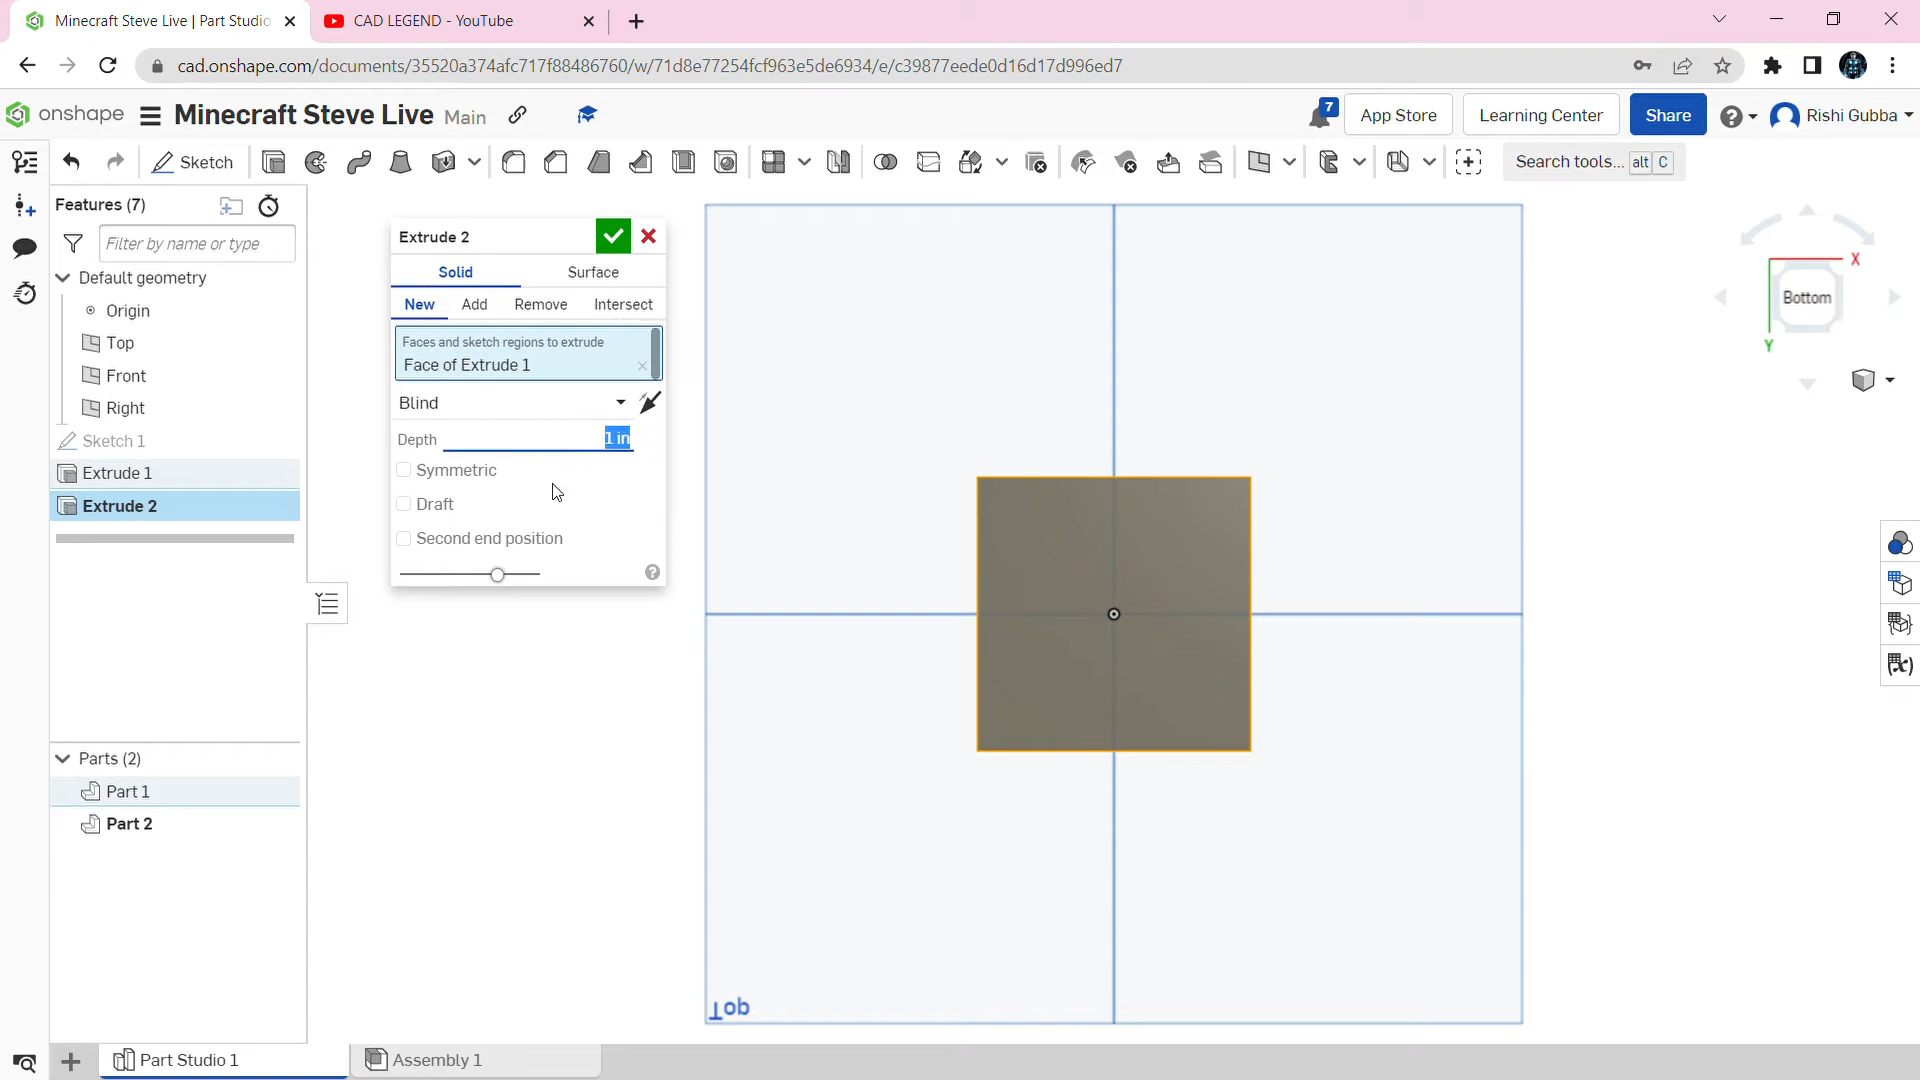 Minecraft Steve Live | Part Studio
CAD LEGEND - YouTube
cad.onshape.com/documents/35520a374afc717f88486760/w/71d8e77254fcf963e5de6934/e/c39877eede0d16d17d996ed7
onshape
Minecraft Steve Live Main
7
App Store
Learning Center
Share
Rishi Gubba
Sketch
Search tools... alt C
Features (7)
Filter by name or type
Default geometry
Origin
Top
Front
Right
Sketch 1
Extrude 1
Extrude 2
Parts (2)
Part 1
Part 2
Extrude 2
Solid Surface
New Add Remove Intersect
Faces and sketch regions to extrude
Face of Extrude 1
Blind
Depth 1 in
Symmetric
Draft
Second end position
Top
X
Bottom
Y
Part Studio 1
Assembly 1